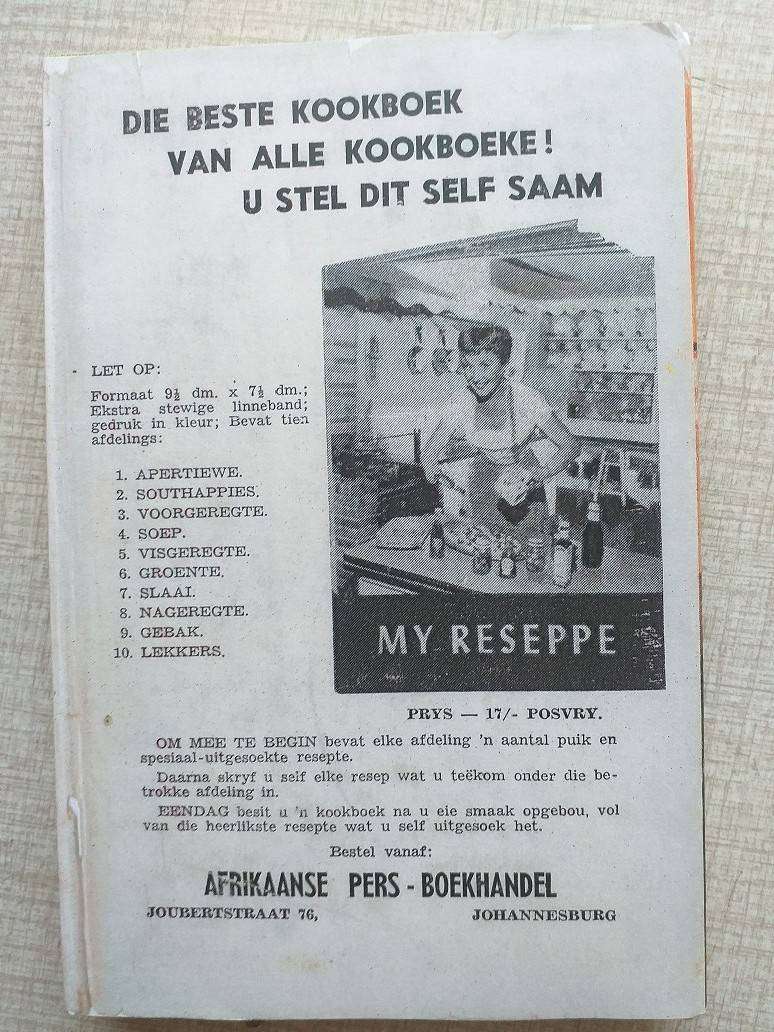 DIE BESTE KOOKBOEK
VAN ALLE KOOKBOEKE!
U STEL DIT SELF SAAM
LET OP:
Formaat 9½ dm. x 7½ dm.;
Ekstra stewige linneband;
gedruk in kleur; Bevat tien
afdelings:
1. APERTIEWE.
2. SOUTHAPPIES.
3. VOORGEREGTE.
4. SOEP.
5. VISGEREGTE.
6. GROENTE.
7. SLAAI.
8. NAGEREGTE.
9. GEBAK.
10. LEKKERS.
MY RESEPPE
PRYS — 17/- POSVRY.
OM MEE TE BEGIN bevat elke afdeling 'n aantal puik en
spesiaal-uitgesoekte resepte.
Daarna skryf u self elke resep wat u teëkom onder die be-
trokke afdeling in.
EENDAG besit u 'n kookboek na u eie smaak opgebou, vol
van die heerlikste resepte wat u self uitgesoek het.
Bestel vanaf:
AFRIKAANSE PERS - BOEKHANDEL
JOUBERTSTRAAT 76, JOHANNESBURG